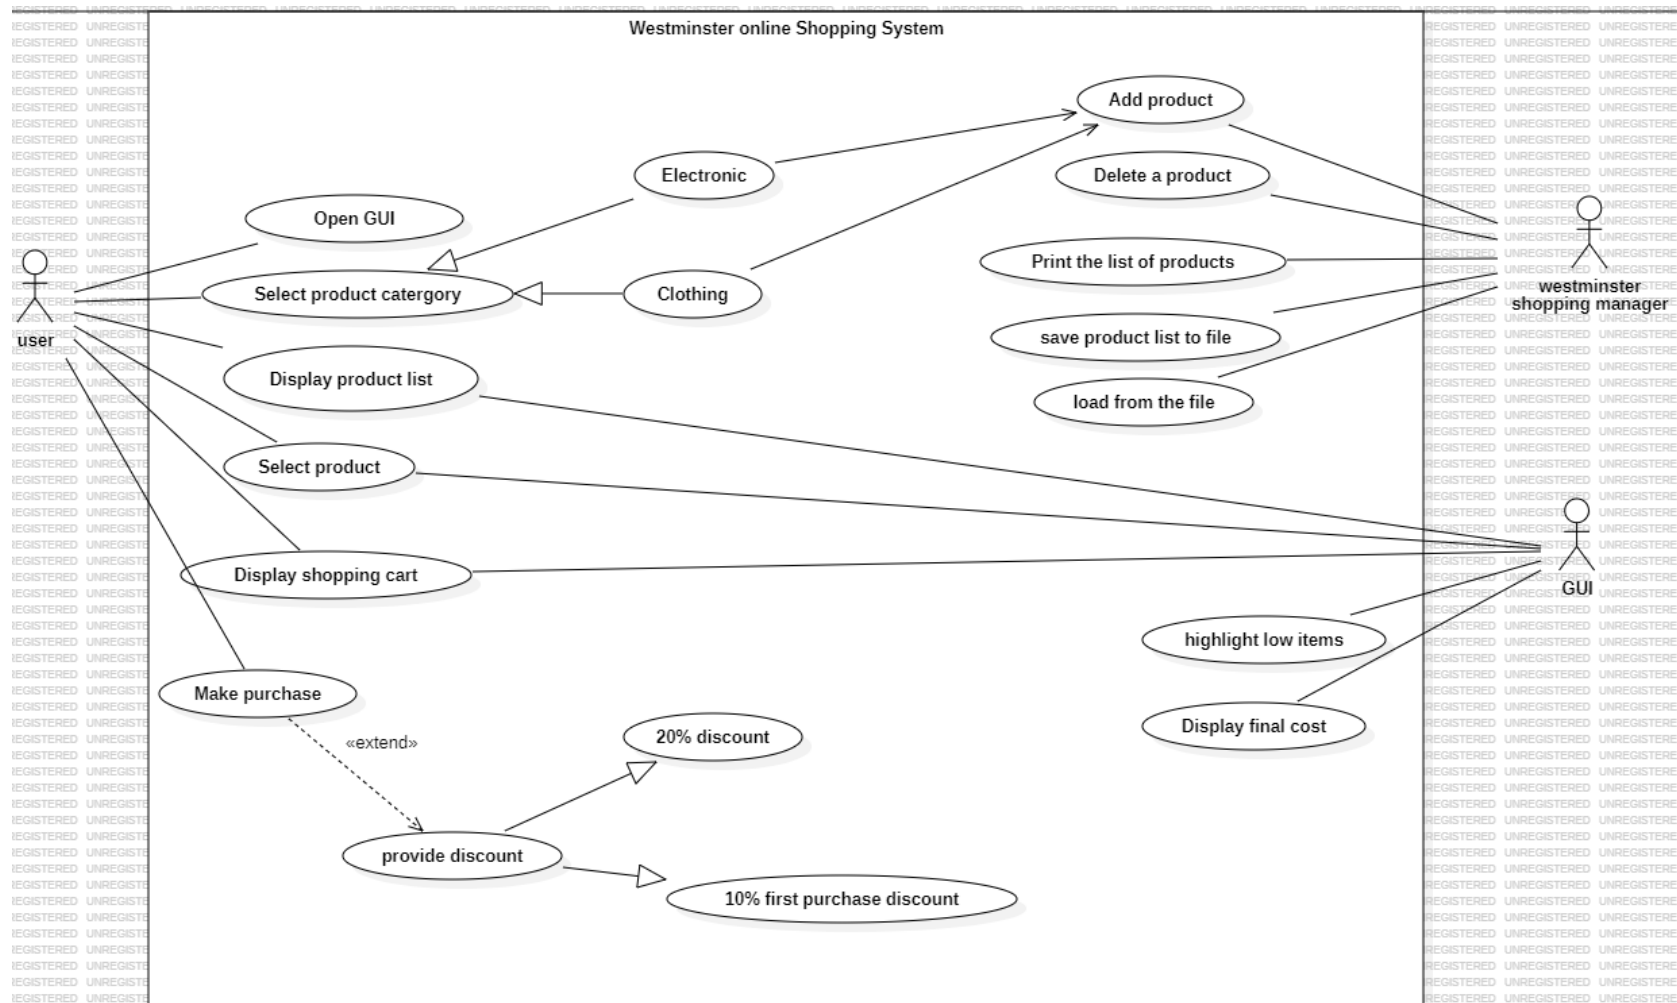 Westminster online Shopping System
Add product
Electronic
Delete a product
Open GUI
Print the list of products
Select product catergory
Clothing
westminster
shopping manager
user
save product list to file
Display product list
load from the file
Select product
Display shopping cart
GUI
highlight low items
Make purchase
Display final cost
«extend»
20% discount
provide discount
10% first purchase discount
UNREGISTERED